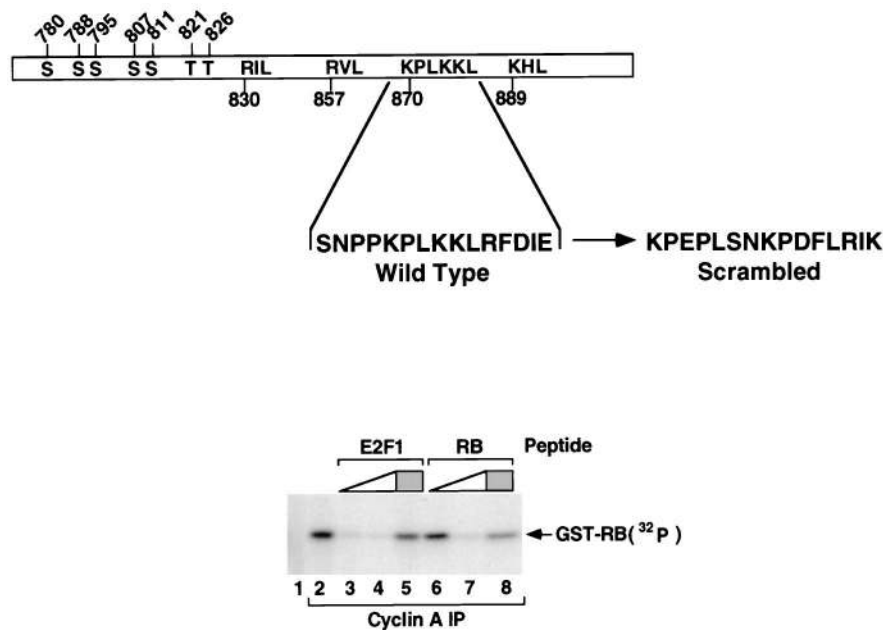 780 788 795 807 811 821 826
S S S S S T T RIL RVL KPLKKL KHL
830 857 870 889
SNPPKPLKKLRFDIE KPEPLSNKPDFLRIK
Wild Type Scrambled
E2F1 RB Peptide
GST-RB(32P)
1 2 3 4 5 6 7 8
Cyclin A IP